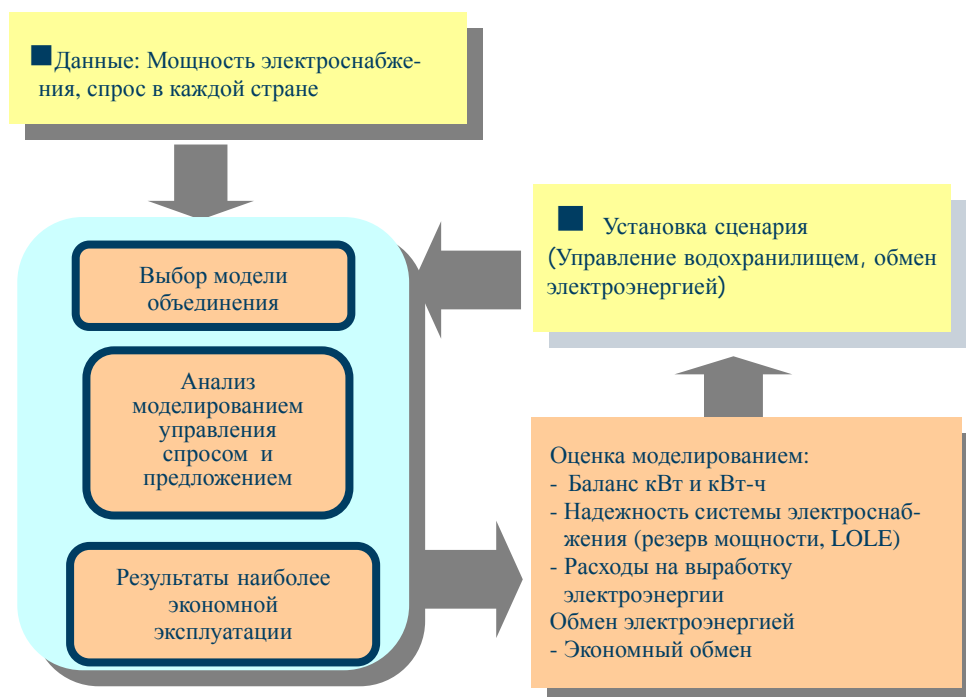 ■Данные: Мощность электроснабже-
ния, спрос в каждой стране
■ Установка сценария
(Управление водохранилищем, обмен
электроэнергией)
Выбор модели
объединения
Анализ
моделированием
управления
спросом и
предложением
Результаты наиболее
экономной
эксплуатации
Оценка моделированием:
- Баланс кВт и кВт-ч
- Надежность системы электроснаб-
жения (резерв мощности, LOLE)
- Расходы на выработку
электроэнергии
Обмен электроэнергией
- Экономный обмен